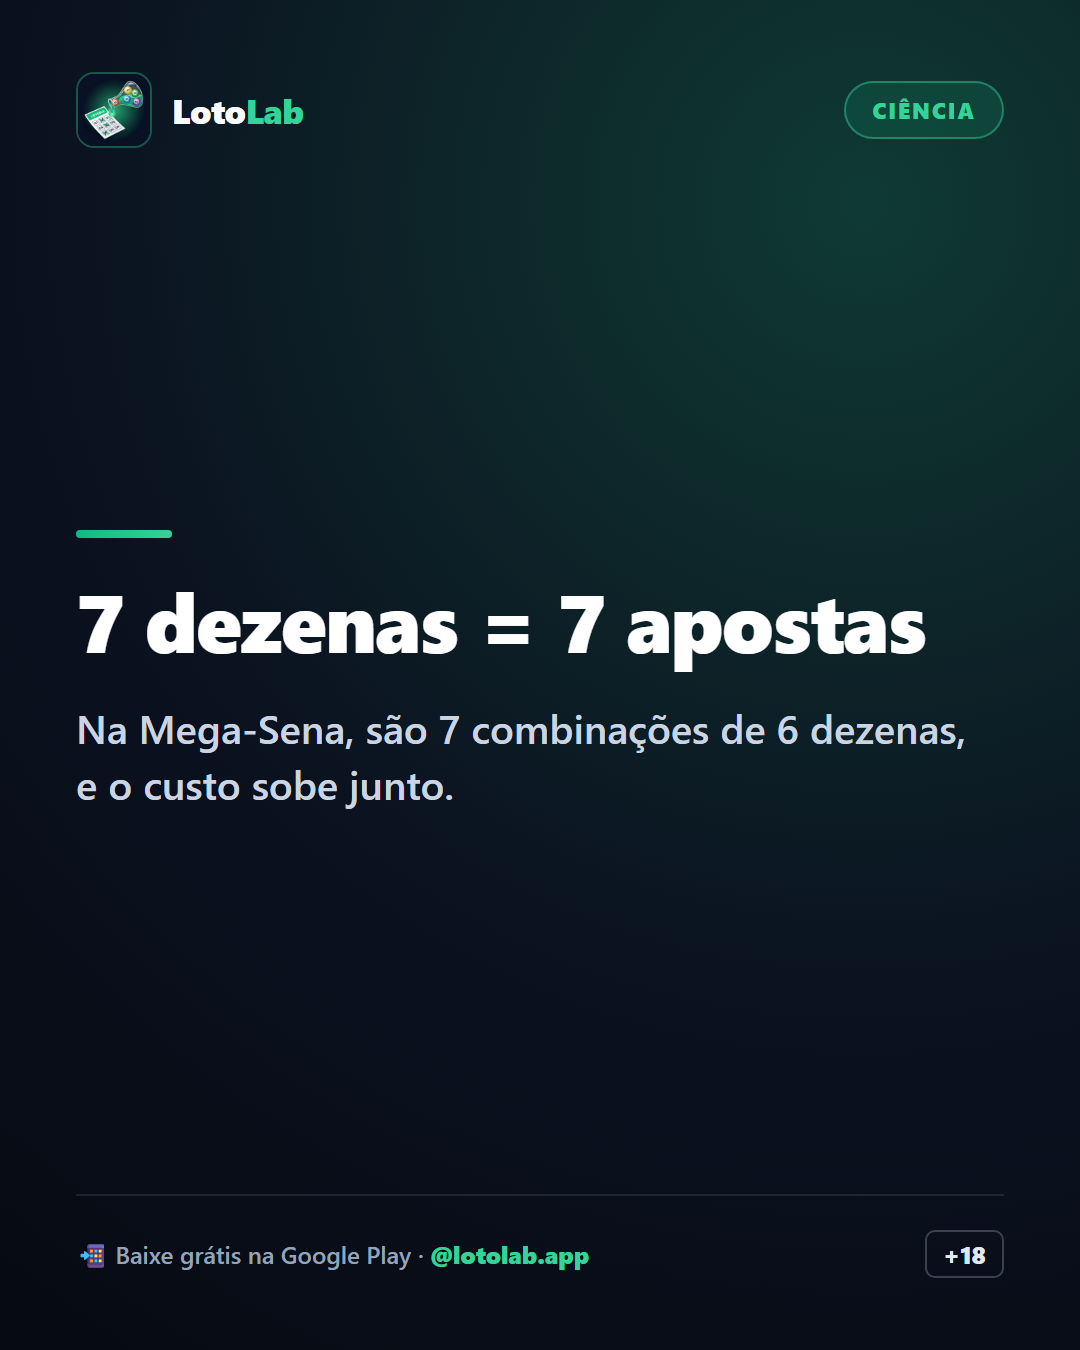 LotoLab
CIÊNCIA
7 dezenas = 7 apostas
Na Mega-Sena, são 7 combinações de 6 dezenas,
e o custo sobe junto.
Baixe grátis na Google Play · @lotolab.app
+18